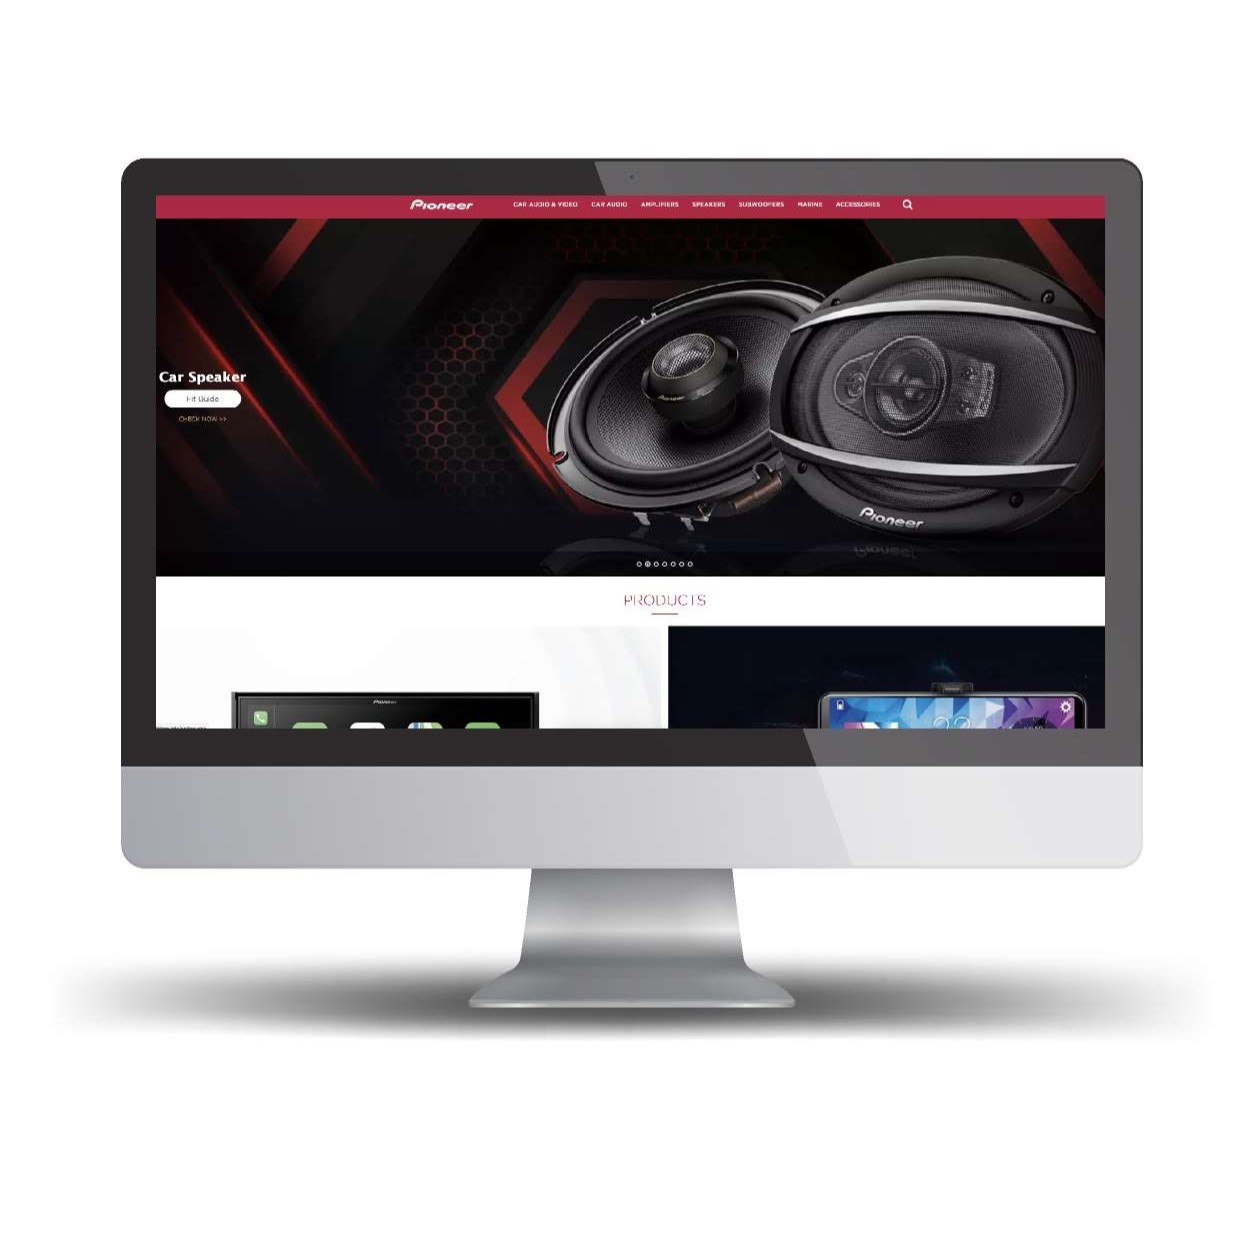 Pioneer CAR AUDIO & VIDEO CAR AUDIO AMPLIFIERS SPEAKERS SUBWOOFERS MARINE ACCESSORIES
Car Speaker
Fit Guide
CHECK NOW >>
Pioneer
Pioneer
PRODUCTS
Pioneer